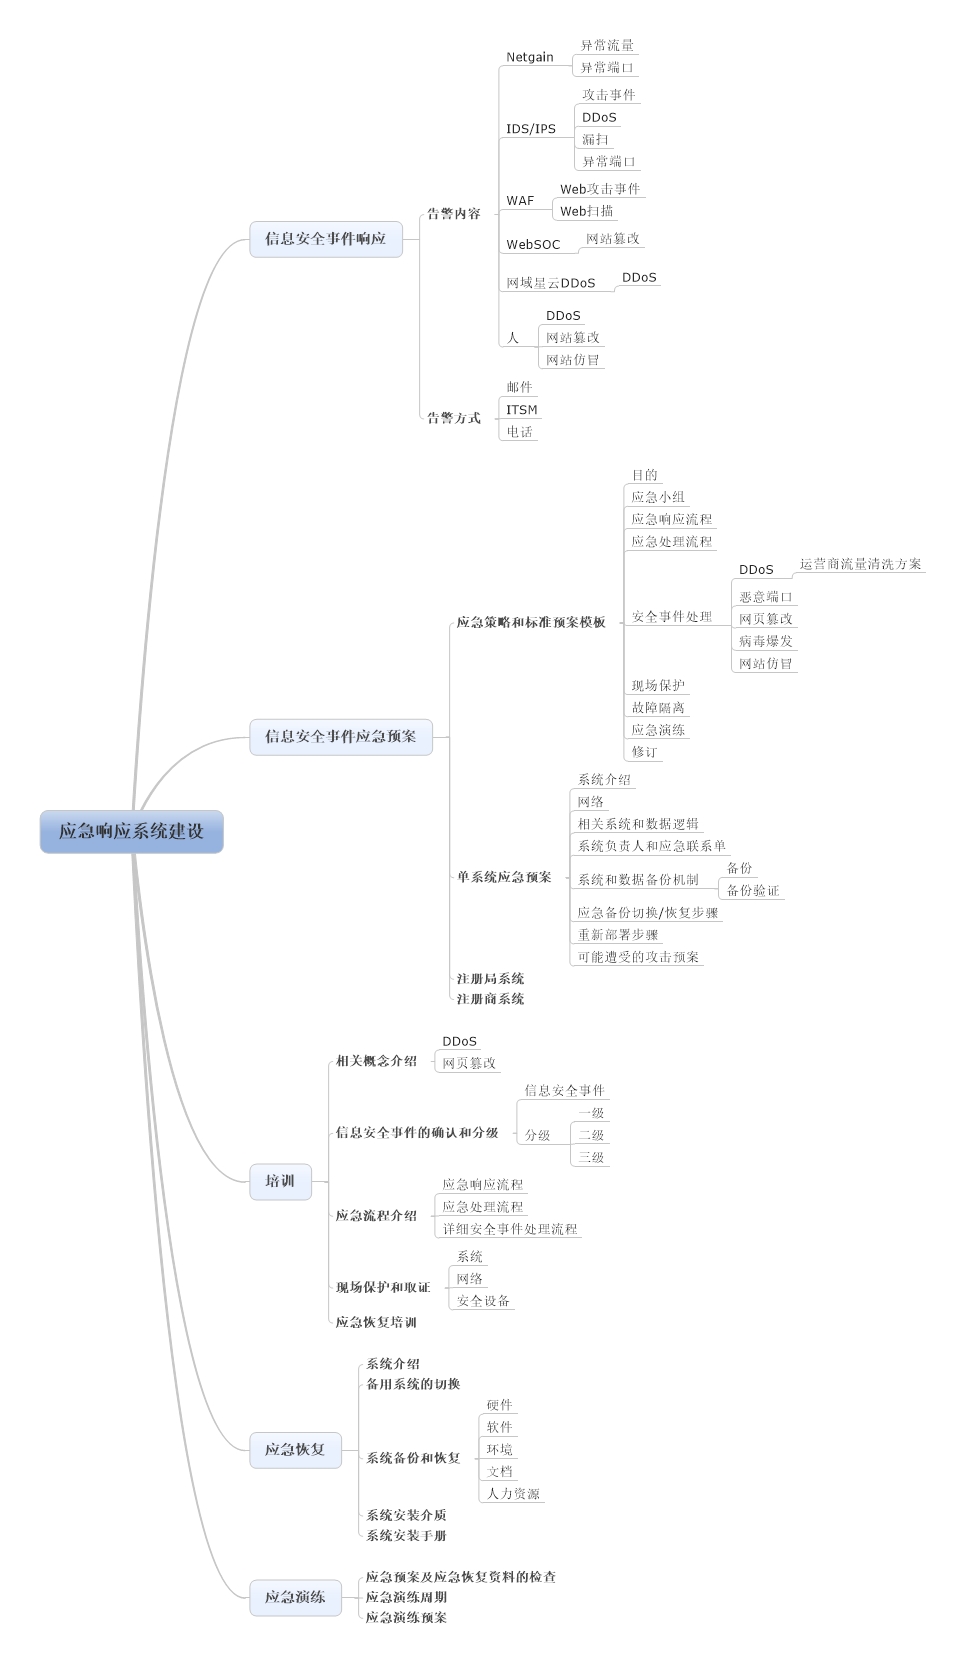 应急响应系统建设
信息安全事件响应
告警内容
Netgain
异常流量
异常端口
IDS/IPS
攻击事件
DDoS
漏扫
异常端口
WAF
Web攻击事件
Web扫描
WebSOC
网站篡改
网域星云DDoS
DDoS
人
DDoS
网站篡改
网站仿冒
告警方式
邮件
ITSM
电话
信息安全事件应急预案
应急策略和标准预案模板
目的
应急小组
应急响应流程
应急处理流程
安全事件处理
DDoS
运营商流量清洗方案
恶意端口
网页篡改
病毒爆发
网站仿冒
现场保护
故障隔离
应急演练
修订
单系统应急预案
系统介绍
网络
相关系统和数据逻辑
系统负责人和应急联系单
系统和数据备份机制
备份
备份验证
应急备份切换/恢复步骤
重新部署步骤
可能遭受的攻击预案
注册局系统
注册商系统
培训
相关概念介绍
DDoS
网页篡改
信息安全事件的确认和分级
信息安全事件
分级
一级
二级
三级
应急流程介绍
应急响应流程
应急处理流程
详细安全事件处理流程
现场保护和取证
系统
网络
安全设备
应急恢复培训
应急恢复
系统介绍
备用系统的切换
系统备份和恢复
硬件
软件
环境
文档
人力资源
系统安装介质
系统安装手册
应急演练
应急预案及应急恢复资料的检查
应急演练周期
应急演练预案